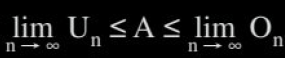 lim Uₙ ≤ A ≤ lim Oₙ
n → ∞ n → ∞